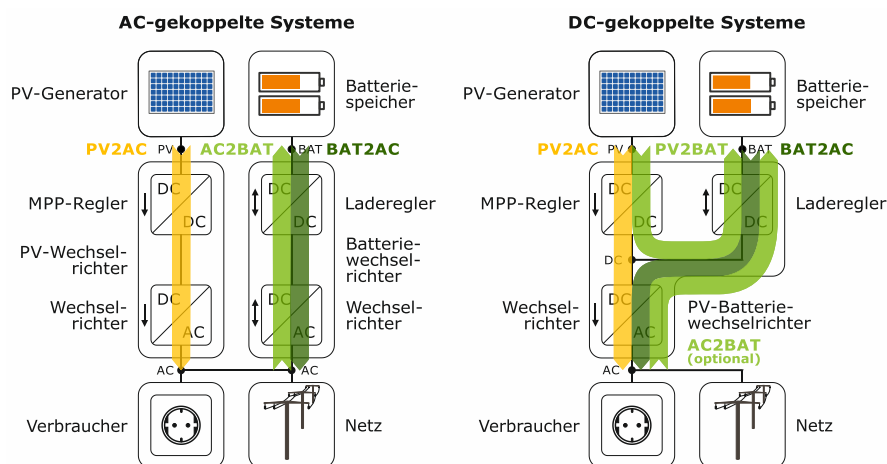 AC-gekoppelte Systeme
PV-Generator
Batterie-
speicher
PV2AC
PV
AC2BAT
BAT
BAT2AC
MPP-Regler
DC
DC
DC
DC
Laderegler
PV-Wechsel-
richter
Batterie-
wechsel-
richter
Wechsel-
richter
DC
AC
DC
AC
Wechsel-
richter
AC
AC
Verbraucher
Netz
DC-gekoppelte Systeme
PV-Generator
Batterie-
speicher
PV2AC
PV
PV2BAT
BAT
BAT2AC
MPP-Regler
DC
DC
DC
DC
Laderegler
DC
Wechsel-
richter
DC
AC
PV-Batterie-
wechselrichter
AC2BAT
(optional)
AC
Verbraucher
Netz